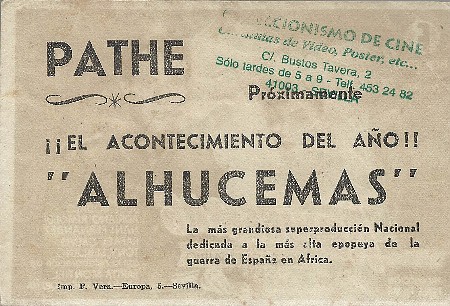 PATHE
COLECCIONISMO DE CINE
de Video, Poster, etc...
C/. Bustos Tavera, 2
Sólo tardes de 5 a 9 - Telf. 453 24 82
41003 - SEVILLA
Próximamente
¡¡EL ACONTECIMIENTO DEL AÑO!!
"ALHUCEMAS"
La más grandiosa superproducción Nacional
dedicada a la más alta epopeya de la
guerra de España en Africa.
Imp. P. Vera.—Europa, 5.—Sevilla.